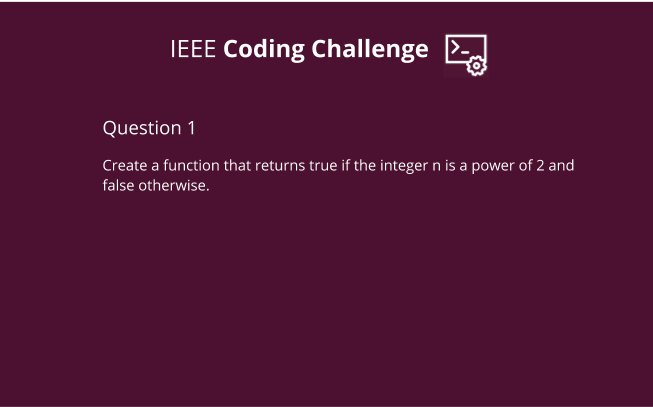 IEEE Coding Challenge
>_
Question 1
Create a function that returns true if the integer n is a power of 2 and
false otherwise.